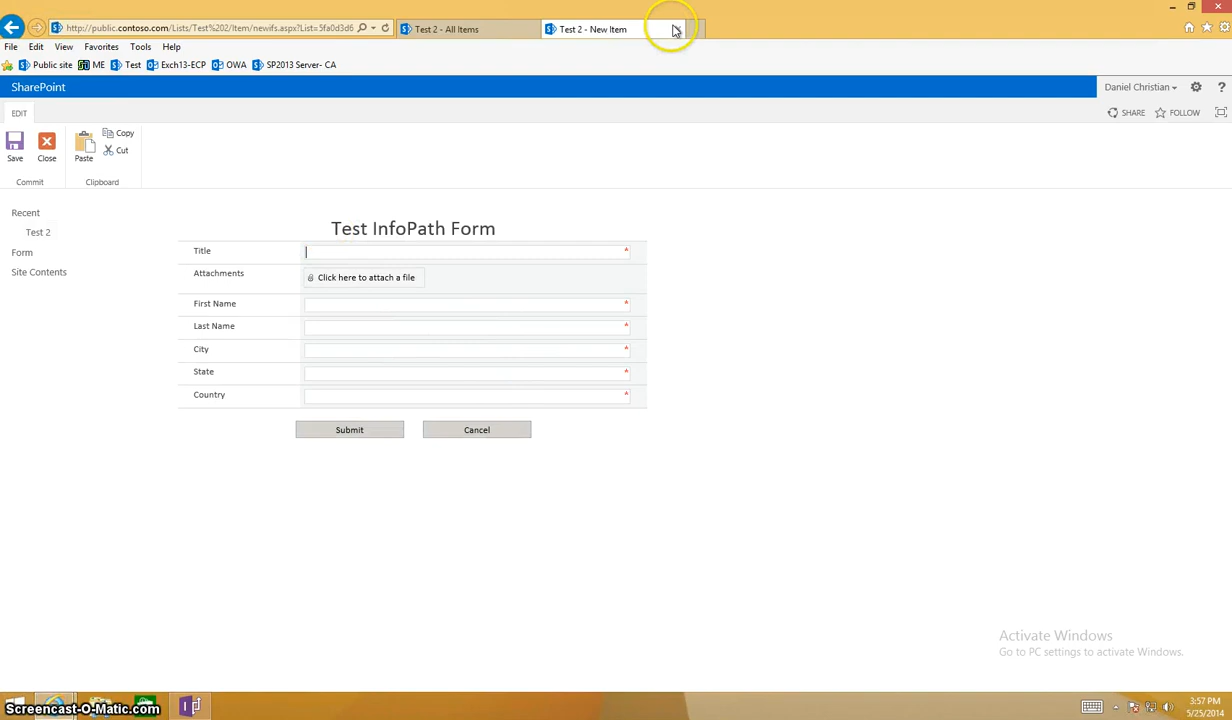 http://public.contoso.com/Lists/Test%202/Item/newifs.aspx?List=5fa0d3d6
Test 2 - All Items
Test 2 - New Item
File Edit View Favorites Tools Help
Public site ME Test Exch13-ECP OWA SP2013 Server- CA
SharePoint
Daniel Christian
?
EDIT
SHARE
FOLLOW
Save
Close
Paste
Copy
Cut
Commit
Clipboard
Recent
Test 2
Form
Site Contents
Test InfoPath Form
Title *
Attachments Click here to attach a file
First Name *
Last Name *
City *
State *
Country *
Submit Cancel
Activate Windows
Go to PC settings to activate Windows.
Screencast-O-Matic.com
3:57 PM
5/25/2014